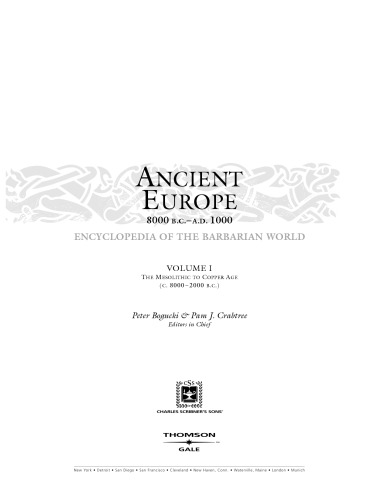 ANCIENT
EUROPE
8000 B.C.–A.D. 1000
ENCYCLOPEDIA OF THE BARBARIAN WORLD
VOLUME I
THE MESOLITHIC TO COPPER AGE
(C. 8000–2000 B.C.)
Peter Bogucki & Pam J. Crabtree
Editors in Chief
CSS
CHARLES SCRIBNER'S SONS
THOMSON
GALE
New York • Detroit • San Diego • San Francisco • Cleveland • New Haven, Conn. • Waterville, Maine • London • Munich